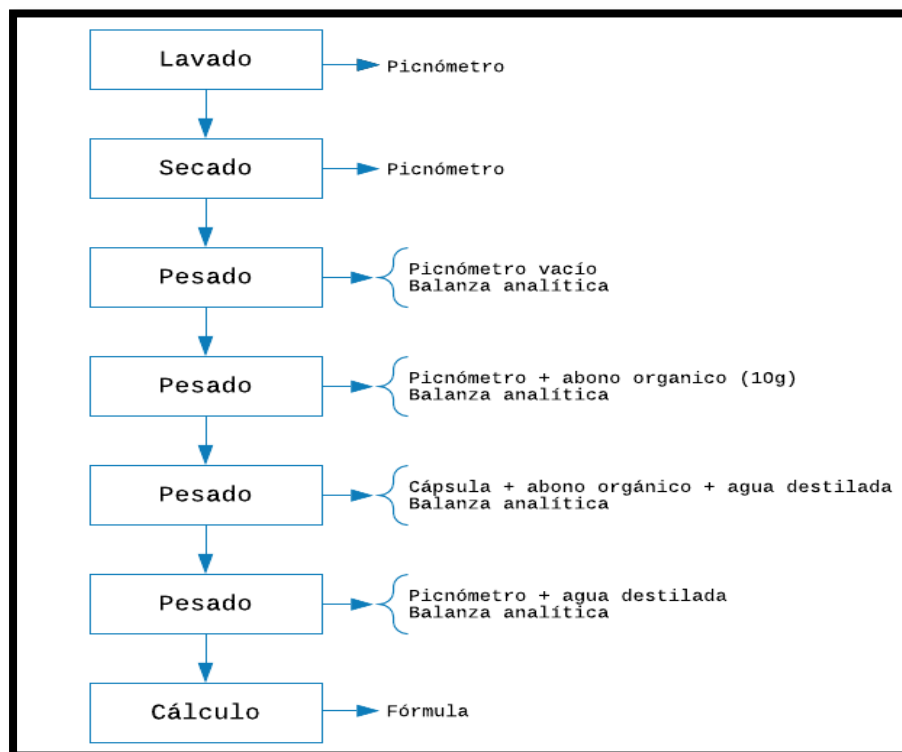 Lavado
Picnómetro
Secado
Picnómetro
Pesado
Picnómetro vacío
Balanza analítica
Pesado
Picnómetro + abono organico (10g)
Balanza analítica
Pesado
Cápsula + abono orgánico + agua destilada
Balanza analítica
Pesado
Picnómetro + agua destilada
Balanza analítica
Cálculo
Fórmula